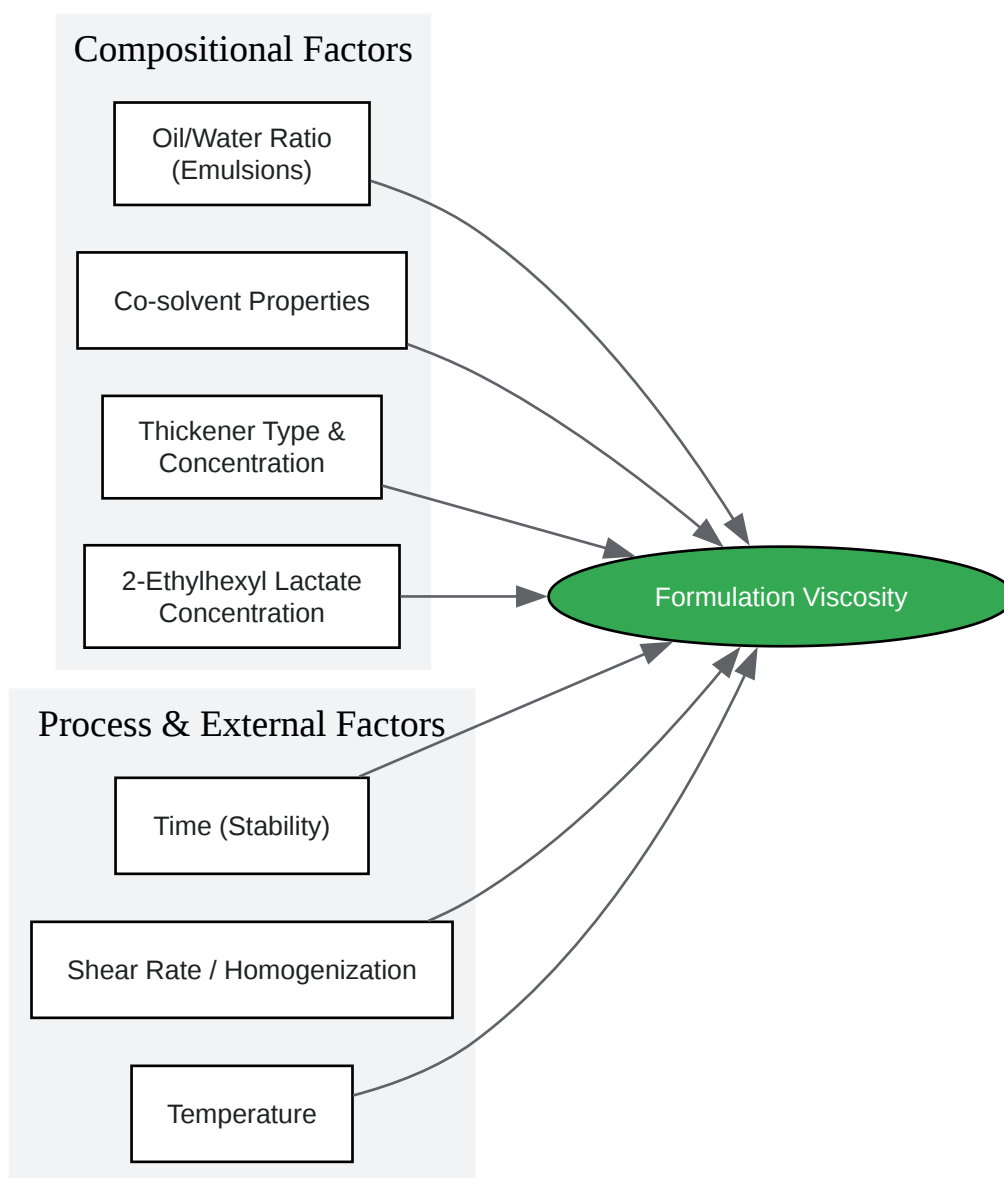 Compositional Factors
Oil/Water Ratio
(Emulsions)
Co-solvent Properties
Thickener Type &
Concentration
2-Ethylhexyl Lactate
Concentration
Formulation Viscosity
Process & External Factors
Time (Stability)
Shear Rate / Homogenization
Temperature